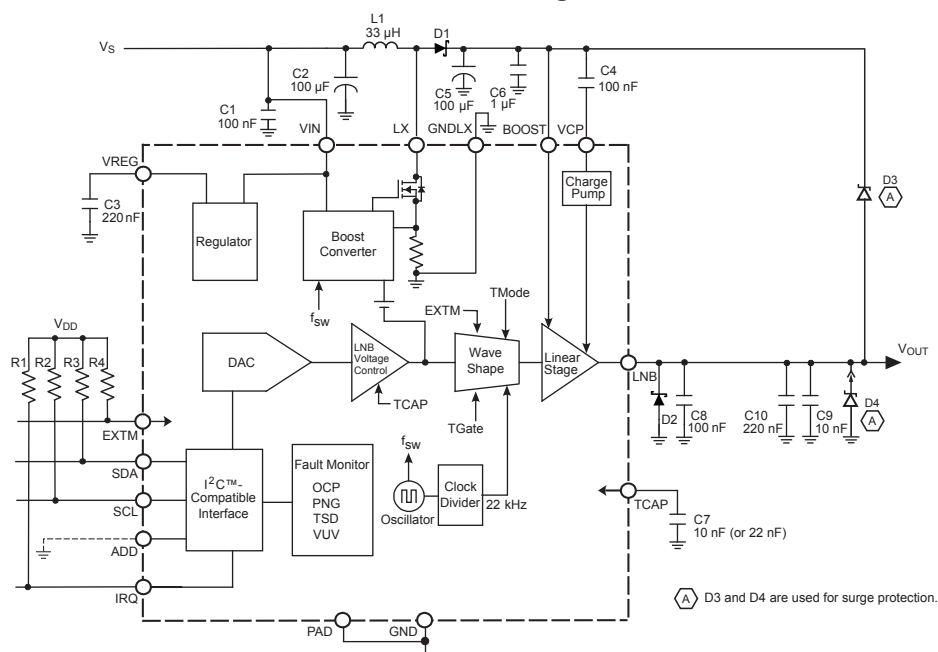 L1
33 µH
D1
VS
C2
100 µF
C1
100 nF
C5
100 µF
C6
1 µF
C4
100 nF
VIN
LX
GNDLX
BOOST
VCP
VREG
C3
220 nF
D3
A
Regulator
Boost
Converter
Charge
Pump
fsw
EXTM
TMode
VDD
R1
R2
R3
R4
DAC
LNB
Voltage
Control
TCAP
Wave
Shape
TGate
Linear
Stage
LNB
VOUT
D2
C8
100 nF
C10
220 nF
C9
10 nF
D4
A
EXTM
SDA
SCL
ADD
IRQ
I2C™-
Compatible
Interface
Fault Monitor
OCP
PNG
TSD
VUV
fsw
Oscillator
Clock
Divider
22 kHz
TCAP
C7
10 nF (or 22 nF)
A D3 and D4 are used for surge protection.
PAD
GND